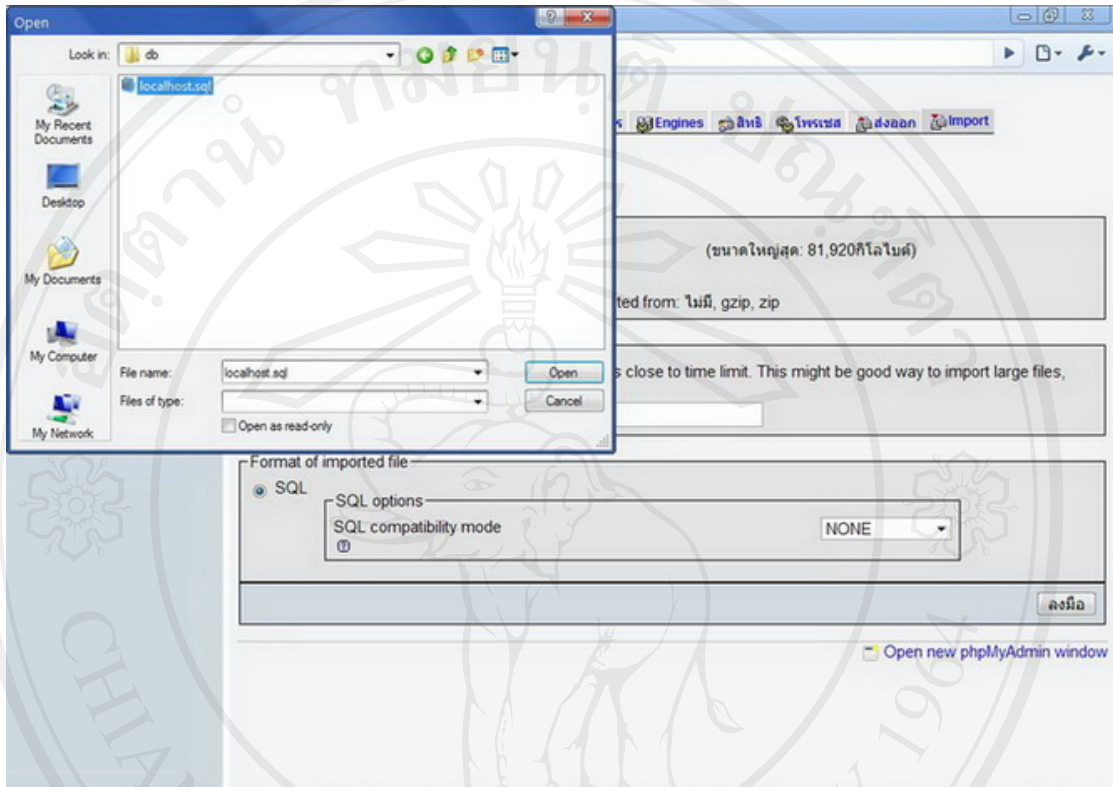 Open
Look in: db
localhost.sql
My Recent Documents
Desktop
My Documents
My Computer
My Network
File name: localhost.sql Open
Files of type: Cancel
Open as read-only
Engines สิทธิ โพรเซส ส่งออก Import
(ขนาดใหญ่สุด: 81,920กิโลไบต์)
ted from: ไม่มี, gzip, zip
s close to time limit. This might be good way to import large files,
Format of imported file
SQL
SQL options
SQL compatibility mode NONE
ลงมือ
Open new phpMyAdmin window
1964